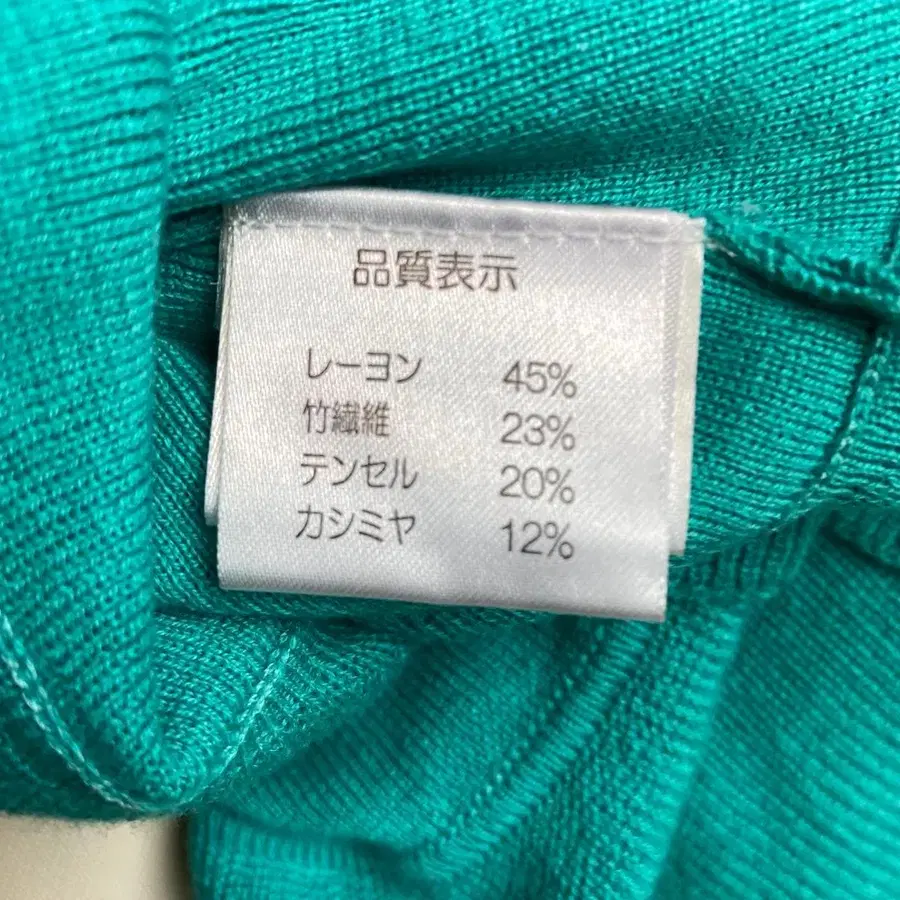 品質表示
レーヨン 45%
竹繊維 23%
テンセル 20%
カシミヤ 12%